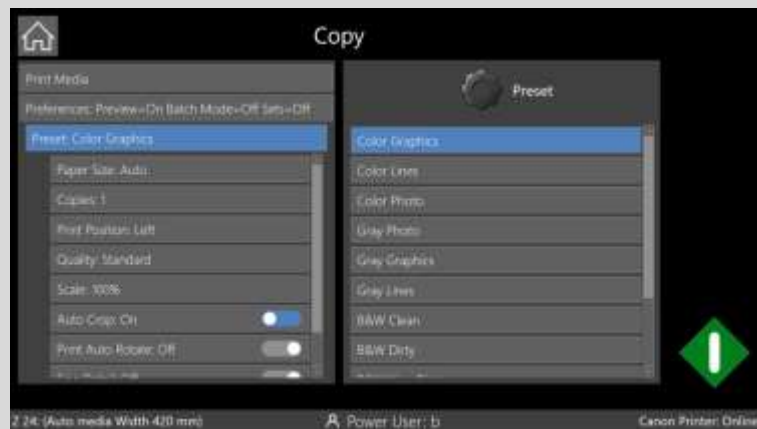 Copy
Print Media
Preferences: Preview=On Batch Mode=Off Sets=Off
Preset: Color Graphics
Paper Size: Auto
Copies: 1
Print Position: Left
Quality: Standard
Scale: 100%
Auto Crop: On
Print Auto Rotate: Off
Preset
Color Graphics
Color Lines
Color Photo
Gray Photo
Gray Graphics
Gray Lines
B&W Clean
B&W Dirty
Z 24: (Auto media Width 420 mm)
Power User: b
Canon Printer: Online